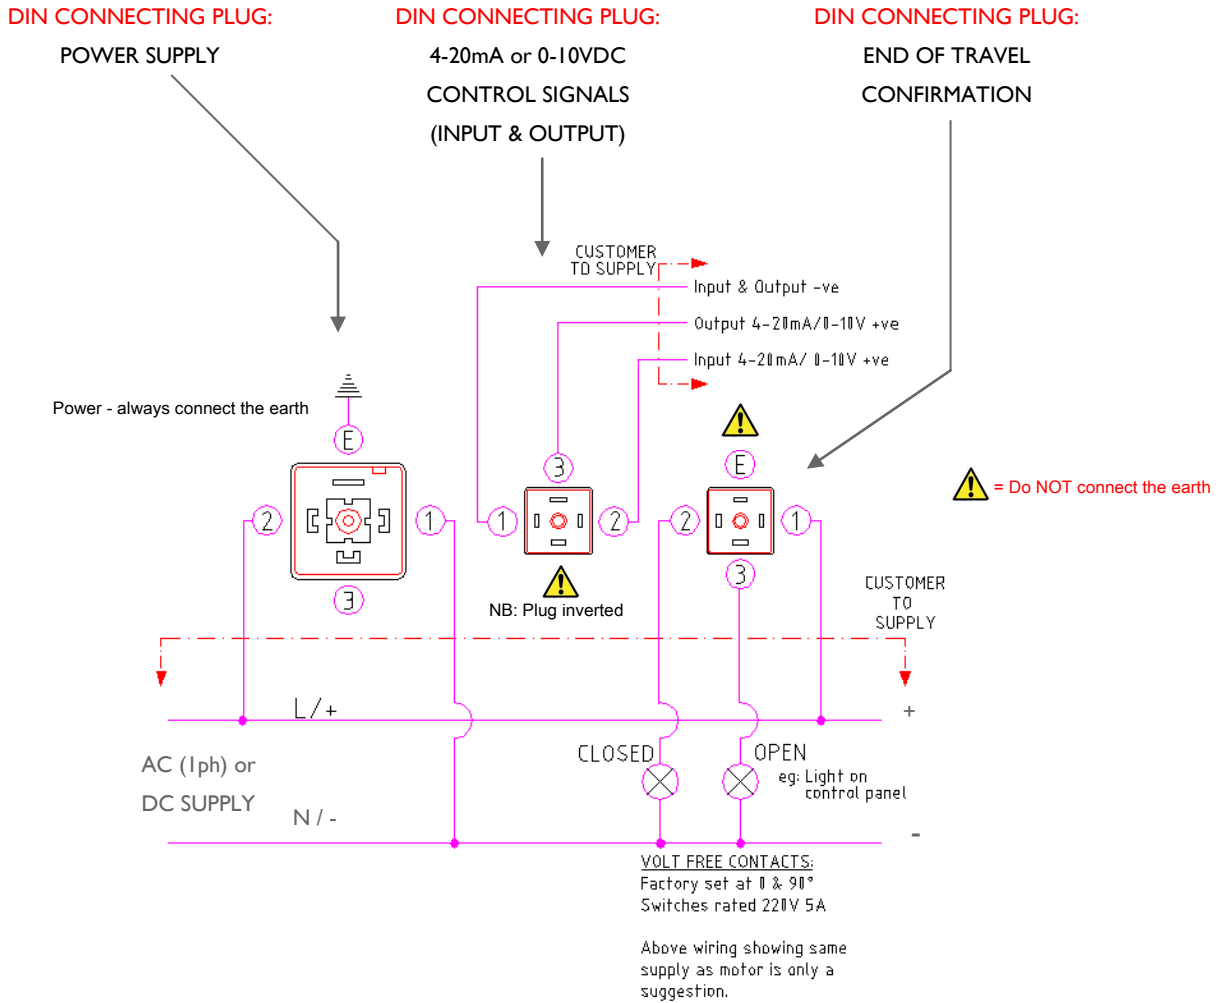 DIN CONNECTING PLUG:
POWER SUPPLY
DIN CONNECTING PLUG:
4-20mA or 0-10VDC
CONTROL SIGNALS
(INPUT & OUTPUT)
DIN CONNECTING PLUG:
END OF TRAVEL
CONFIRMATION
CUSTOMER
TO SUPPLY
Input & Output -ve
Output 4-20mA/0-10V +ve
Input 4-20mA/ 0-10V +ve
Power - always connect the earth
E
2
1
3
3
1
2
NB: Plug inverted
E
2
1
3
= Do NOT connect the earth
CUSTOMER
TO
SUPPLY
L/+
+
AC (1ph) or
DC SUPPLY
N / -
-
CLOSED
OPEN
eg: Light on
control panel
VOLT FREE CONTACTS:
Factory set at 0 & 90°
Switches rated 220V 5A
Above wiring showing same
supply as motor is only a
suggestion.